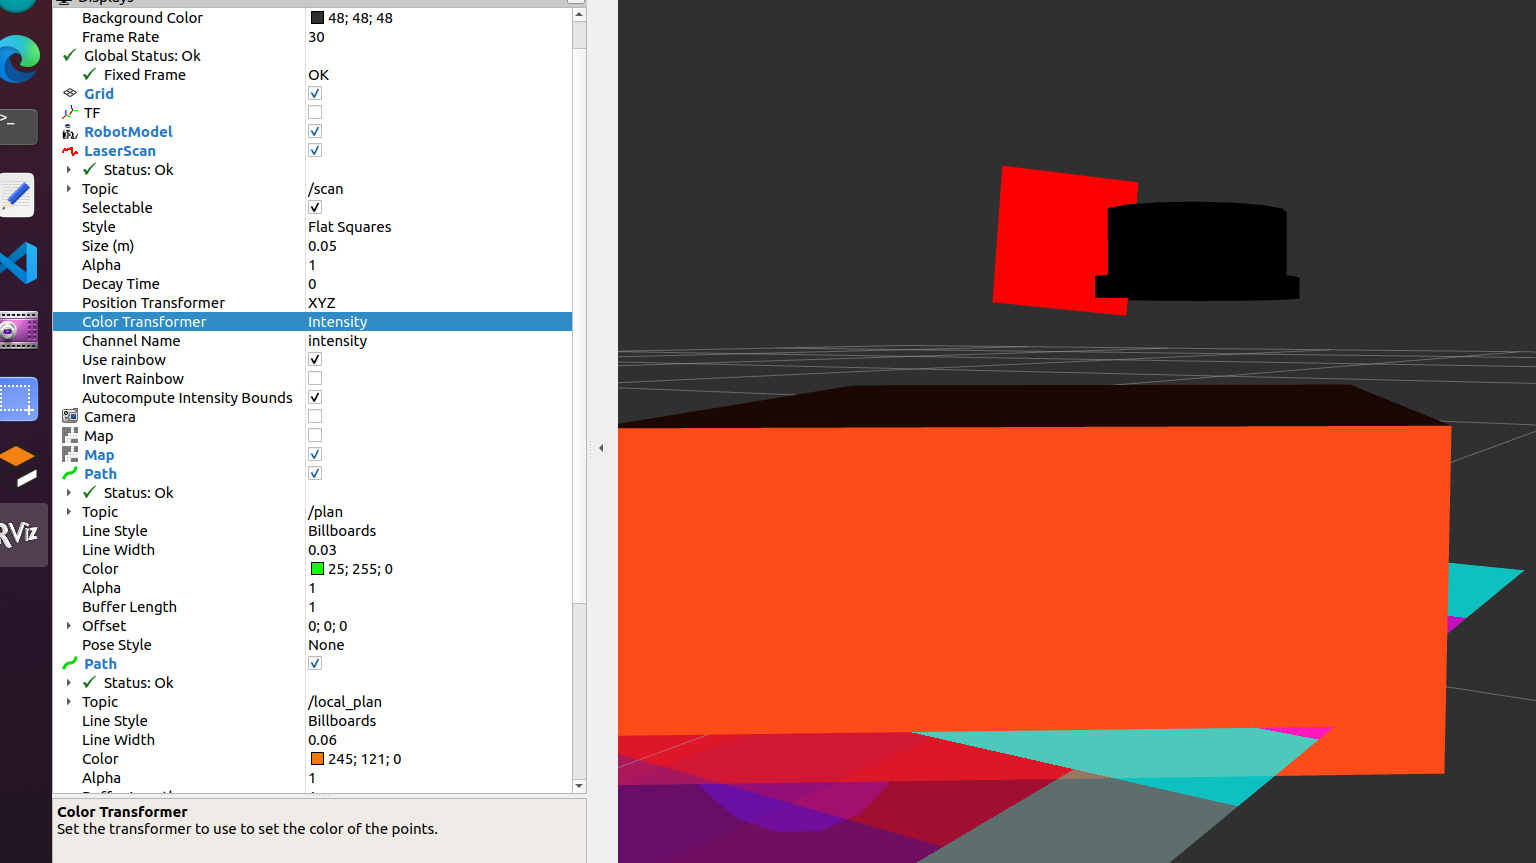 Displays
Background Color 48; 48; 48
Frame Rate 30
Global Status: Ok
Fixed Frame OK
Grid
TF
RobotModel
LaserScan
Status: Ok
Topic /scan
Selectable
Style Flat Squares
Size (m) 0.05
Alpha 1
Decay Time 0
Position Transformer XYZ
Color Transformer Intensity
Channel Name intensity
Use rainbow
Invert Rainbow
Autocompute Intensity Bounds
Camera
Map
Map
Path
Status: Ok
Topic /plan
Line Style Billboards
Line Width 0.03
Color 25; 255; 0
Alpha 1
Buffer Length 1
Offset 0; 0; 0
Pose Style None
Path
Status: Ok
Topic /local_plan
Line Style Billboards
Line Width 0.06
Color 245; 121; 0
Alpha 1
Color Transformer
Set the transformer to use to set the color of the points.
>_
RViz